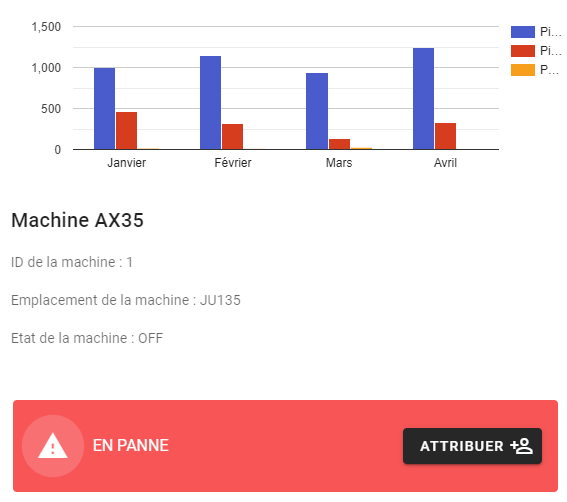 1,500
1,000
500
0
Janvier Février Mars Avril
Pi...
Pi...
P...
Machine AX35
ID de la machine : 1
Emplacement de la machine : JU135
Etat de la machine : OFF
EN PANNE
ATTRIBUER